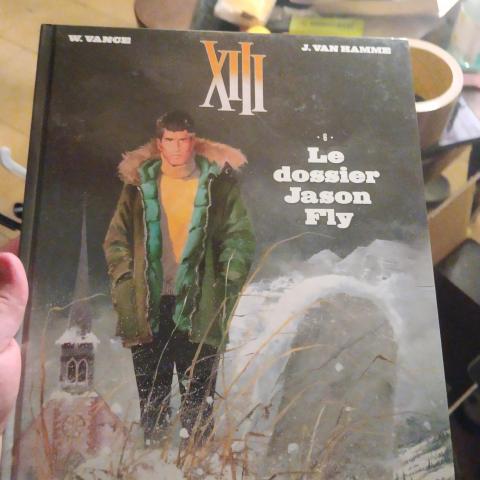 W. VANCE
J. VAN HAMME
XIII
· 6 ·
Le
dossier
Jason
Fly